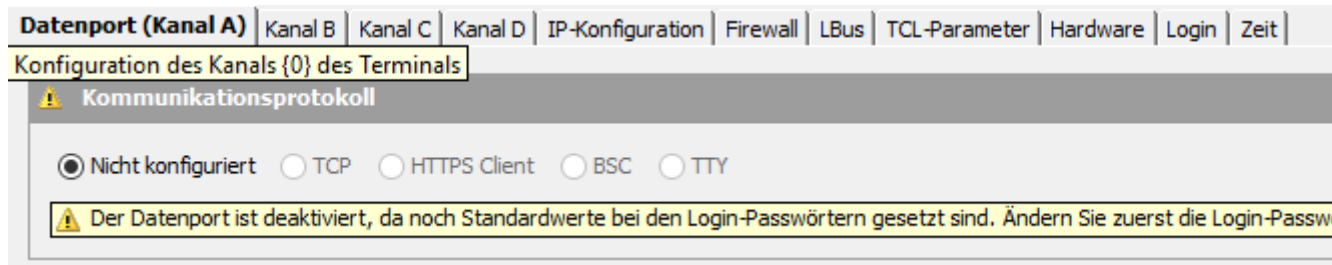 Datenport (Kanal A) Kanal B Kanal C Kanal D IP-Konfiguration Firewall LBus TCL-Parameter Hardware Login Zeit
Konfiguration des Kanals {0} des Terminals
Kommunikationsprotokoll
Nicht konfiguriert TCP HTTPS Client BSC TTY
Der Datenport ist deaktiviert, da noch Standardwerte bei den Login-Passwörtern gesetzt sind. Ändern Sie zuerst die Login-Passw